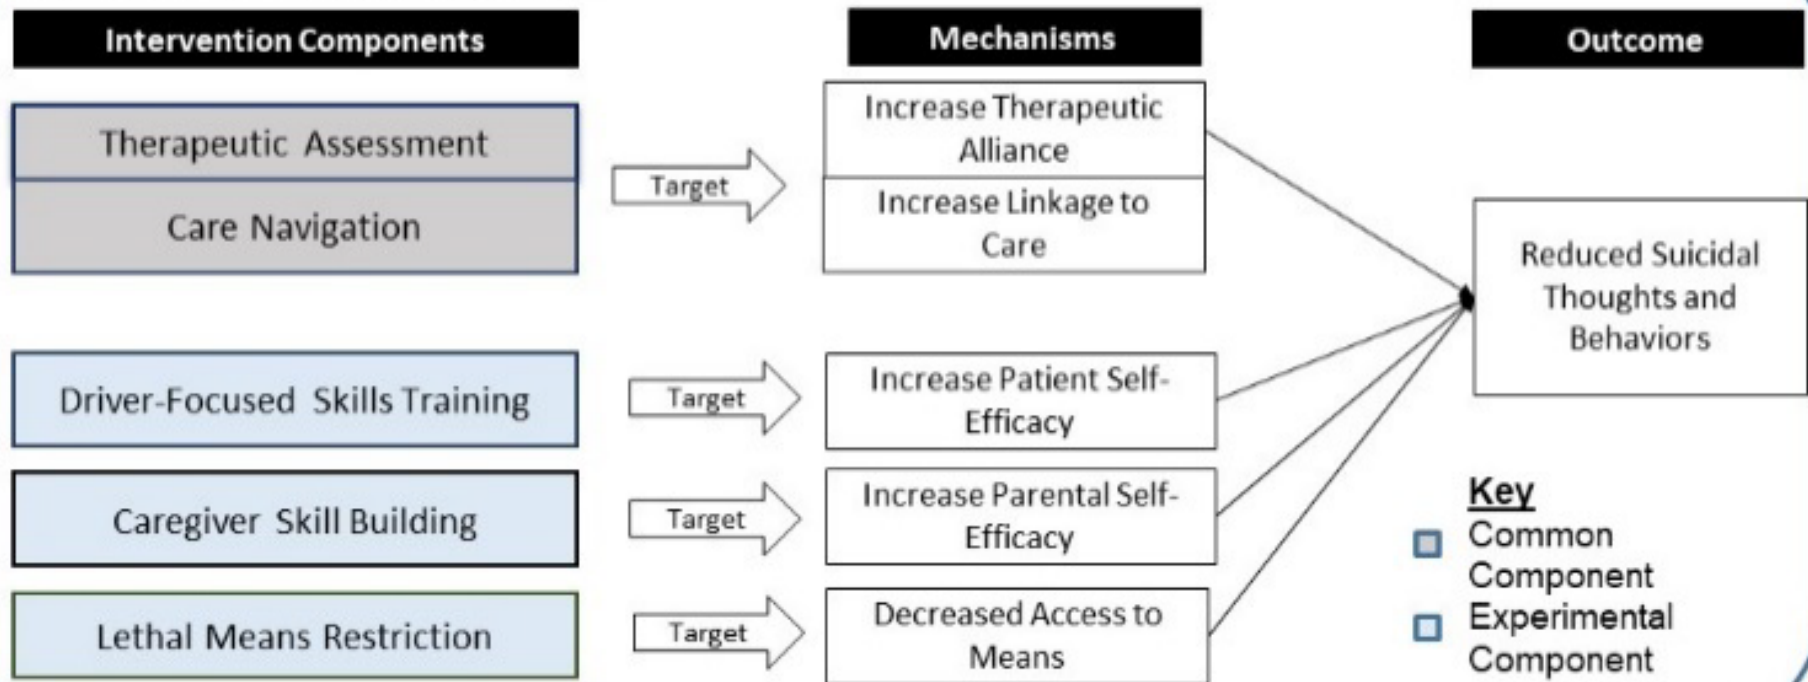 Intervention Components
Mechanisms
Outcome
Therapeutic Assessment
Care Navigation
Target
Increase Therapeutic
Alliance
Increase Linkage to
Care
Reduced Suicidal
Thoughts and
Behaviors
Driver-Focused Skills Training
Target
Increase Patient Self-
Efficacy
Caregiver Skill Building
Target
Increase Parental Self-
Efficacy
Lethal Means Restriction
Target
Decreased Access to
Means
Key
Common
Component
Experimental
Component